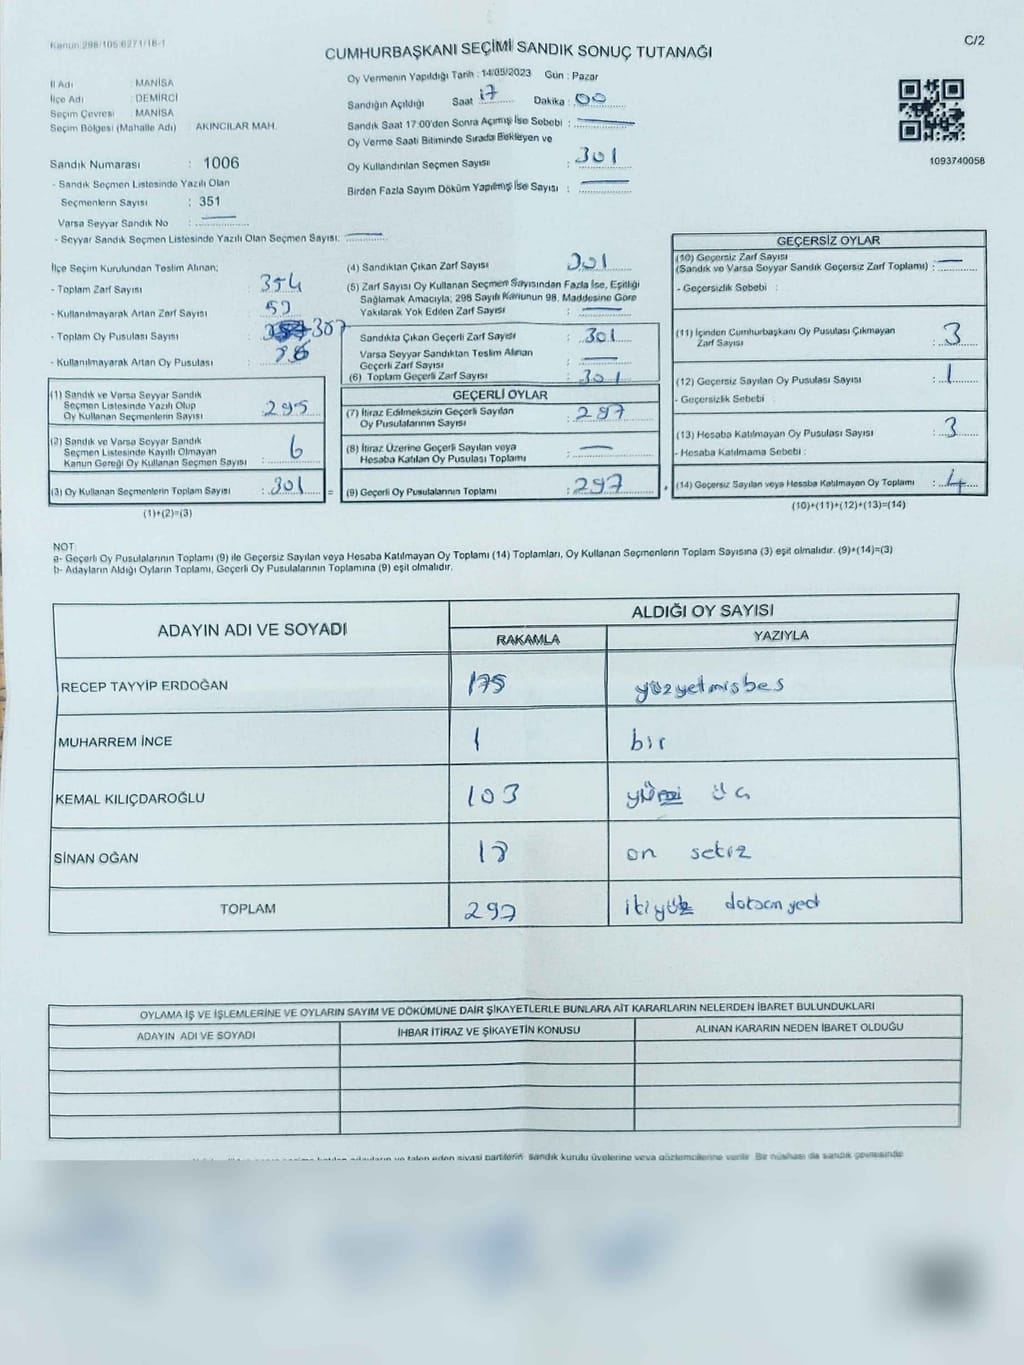 Kanun:298/105:6271/18-1
C/2
CUMHURBAŞKANI SEÇİMİ SANDIK SONUÇ TUTANAĞI
İl Adı : MANİSA
İlçe Adı : DEMİRCİ
Seçim Çevresi : MANİSA
Seçim Bölgesi (Mahalle Adı) : AKINCILAR MAH.
Sandık Numarası : 1006
- Sandık Seçmen Listesinde Yazılı Olan
Seçmenlerin Sayısı : 351
Varsa Seyyar Sandık No :
- Seyyar Sandık Seçmen Listesinde Yazılı Olan Seçmen Sayısı:
Oy Vermenin Yapıldığı Tarih : 14/05/2023 Gün : Pazar
Sandığın Açıldığı Saat 17 Dakika : 00
Sandık Saat 17:00'den Sonra Açımış İse Sebebi :
Oy Verme Saati Bitiminde Sırada Bekleyen ve
Oy Kullandırılan Seçmen Sayısı : 301
Birden Fazla Sayım Döküm Yapılmış İse Sayısı :
1093740058
İlçe Seçim Kurulundan Teslim Alınan;
- Toplam Zarf Sayısı : 354
- Kullanılmayarak Artan Zarf Sayısı : 53
- Toplam Oy Pusulası Sayısı : 387
- Kullanılmayarak Artan Oy Pusulası : 86
(1) Sandık ve Varsa Seyyar Sandık
Seçmen Listesinde Yazılı Olup
Oy Kullanan Seçmenlerin Sayısı : 295
(2) Sandık ve Varsa Seyyar Sandık
Seçmen Listesinde Kayıtlı Olmayan
Kanun Gereği Oy Kullanan Seçmen Sayısı : 6
(3) Oy Kullanan Seçmenlerin Toplam Sayısı : 301 =
(1)+(2)=(3)
(4) Sandıktan Çıkan Zarf Sayısı : 301
(5) Zarf Sayısı Oy Kullanan Seçmen Sayısından Fazla İse, Eşitliği
Sağlamak Amacıyla; 298 Sayılı Kanunun 98. Maddesine Göre
Yakılarak Yok Edilen Zarf Sayısı :
Sandıkta Çıkan Geçerli Zarf Sayısı : 301
Varsa Seyyar Sandıktan Teslim Alınan
Geçerli Zarf Sayısı :
(6) Toplam Geçerli Zarf Sayısı : 301
GEÇERLİ OYLAR
(7) İtiraz Edilmeksizin Geçerli Sayılan
Oy Pusulalarının Sayısı : 297
(8) İtiraz Üzerine Geçerli Sayılan veya
Hesaba Katılan Oy Pusulası Toplamı :
(9) Geçerli Oy Pusulalarının Toplamı : 297
GEÇERSİZ OYLAR
(10) Geçersiz Zarf Sayısı
(Sandık ve Varsa Seyyar Sandık Geçersiz Zarf Toplamı) :
- Geçersizlik Sebebi :
(11) İçinden Cumhurbaşkanı Oy Pusulası Çıkmayan
Zarf Sayısı : 3
(12) Geçersiz Sayılan Oy Pusulası Sayısı : 1
- Geçersizlik Sebebi :
(13) Hesaba Katılmayan Oy Pusulası Sayısı : 3
- Hesaba Katılmama Sebebi :
(14) Geçersiz Sayılan veya Hesaba Katılmayan Oy Toplamı : 4
(10)+(11)+(12)+(13)=(14)
NOT:
a- Geçerli Oy Pusulalarının Toplamı (9) ile Geçersiz Sayılan veya Hesaba Katılmayan Oy Toplamı (14) Toplamları, Oy Kullanan Seçmenlerin Toplam Sayısına (3) eşit olmalıdır. (9)+(14)=(3)
b- Adayların Aldığı Oyların Toplamı, Geçerli Oy Pusulalarının Toplamına (9) eşit olmalıdır.
ADAYIN ADI VE SOYADI
ALDIĞI OY SAYISI
RAKAMLA YAZIYLA
RECEP TAYYİP ERDOĞAN 175 yüzyetmisbes
MUHARREM İNCE 1 bir
KEMAL KILIÇDAROĞLU 103 üç
SİNAN OĞAN 18 on sekiz
TOPLAM 297 ikiyüz doksanyedi
OYLAMA İŞ VE İŞLEMLERİNE VE OYLARIN SAYIM VE DÖKÜMÜNE DAİR ŞİKAYETLERLE BUNLARA AİT KARARLARIN NELERDEN İBARET BULUNDUKLARI
ADAYIN ADI VE SOYADI İHBAR İTİRAZ VE ŞİKAYETİN KONUSU ALINAN KARARIN NEDEN İBARET OLDUĞU
adayların ve talep eden siyasi partilerin sandık kurulu üyelerine veya gözlemcilerine verilir. Bir nüshası da sandık çevresinde